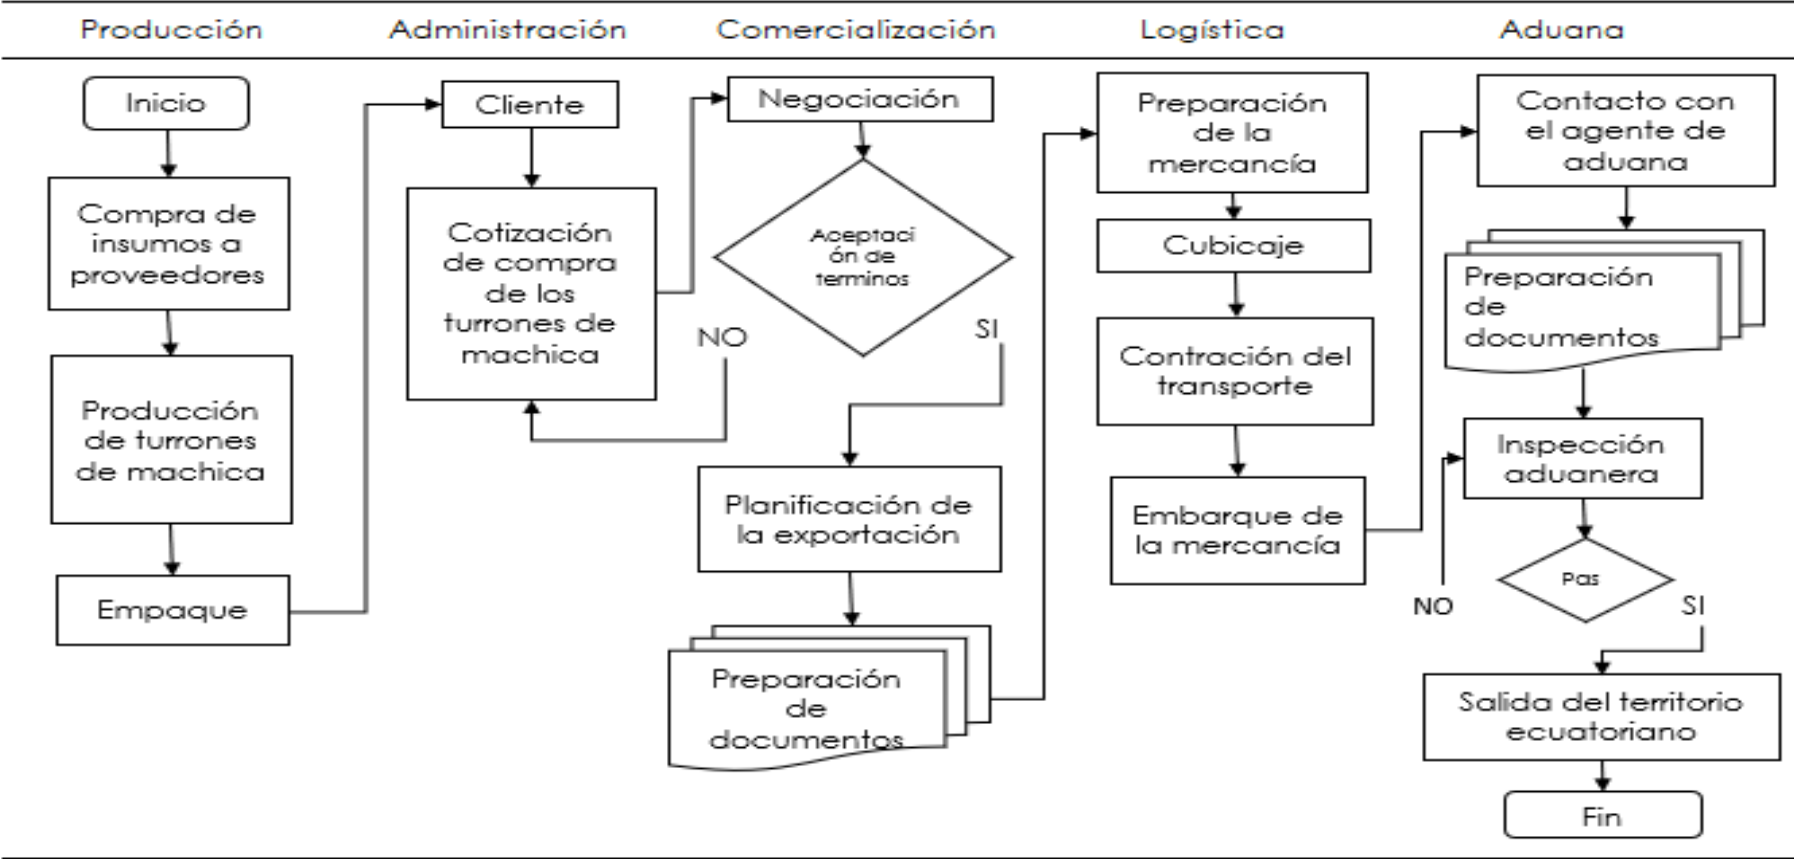 Producción
Administración
Comercialización
Logística
Aduana
Inicio
Compra de
insumos a
proveedores
Producción
de turrones
de machica
Empaque
Cliente
Cotización
de compra
de los
turrones de
machica
Negociación
Aceptaci
ón de
terminos
NO
SI
Planificación de
la exportación
Preparación
de
documentos
Preparación
de la
mercancía
Cubicaje
Contración del
transporte
Embarque de
la mercancía
Contacto con
el agente de
aduana
Preparación
de
documentos
Inspección
aduanera
Pas
NO
SI
Salida del territorio
ecuatoriano
Fin